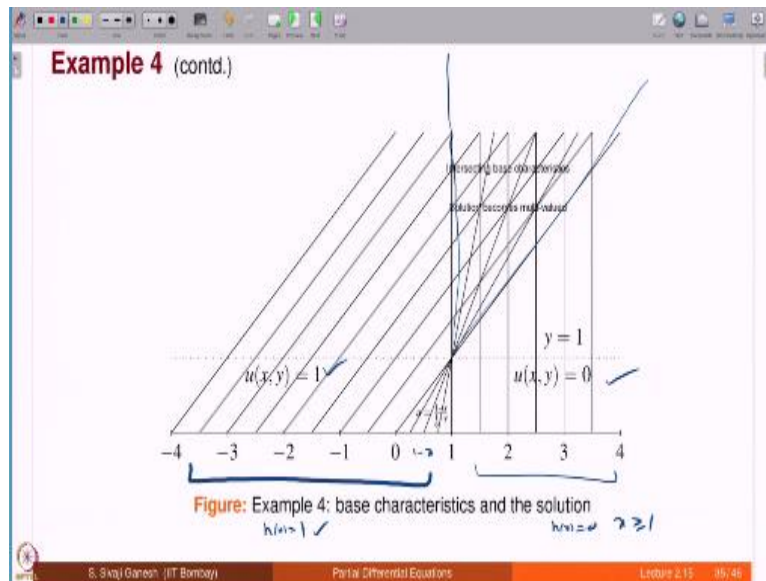 Example 4 (contd.)
Intersecting base characteristics
Solution becomes multi-valued
y = 1
u(x, y) = 1
u(x, y) = 0
-4 -3 -2 -1 0 1-x 1 2 3 4
Figure: Example 4: base characteristics and the solution
h(x)=1 h(x)=0 x≥1
S. Sivaji Ganesh (IIT Bombay) Partial Differential Equations Lecture 2.15